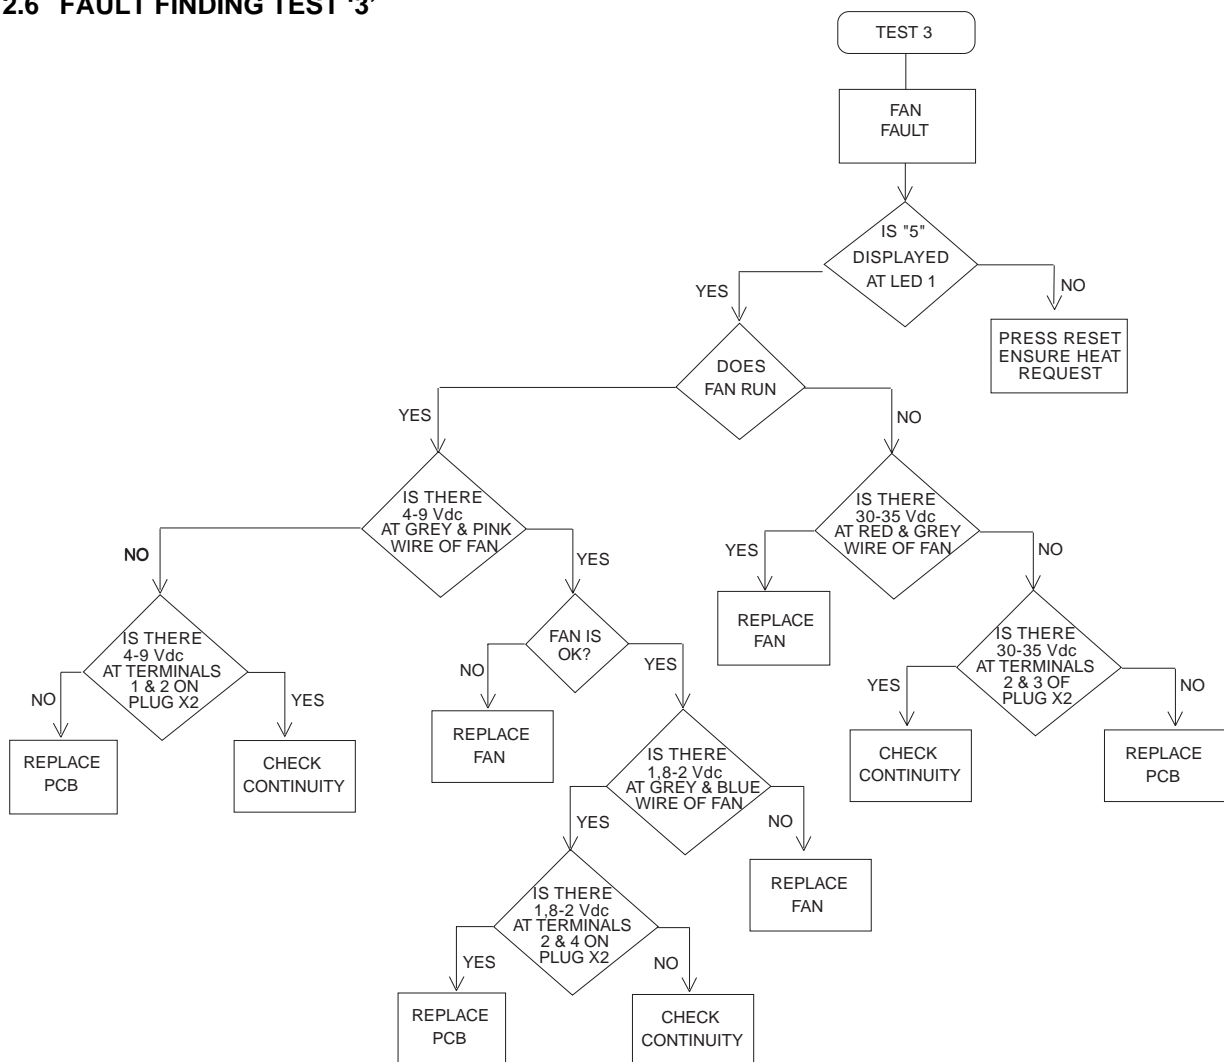 2.6 FAULT FINDING TEST ‘3’
TEST 3
FAN
FAULT
IS "5"
DISPLAYED
AT LED 1
YES
NO
PRESS RESET
ENSURE HEAT
REQUEST
DOES
FAN RUN
YES
NO
IS THERE
4-9 Vdc
AT GREY & PINK
WIRE OF FAN
IS THERE
30-35 Vdc
AT RED & GREY
WIRE OF FAN
NO
YES
YES
NO
IS THERE
4-9 Vdc
AT TERMINALS
1 & 2 ON
PLUG X2
FAN IS
OK?
REPLACE
FAN
IS THERE
30-35 Vdc
AT TERMINALS
2 & 3 OF
PLUG X2
NO
YES
NO
YES
YES
NO
REPLACE
PCB
CHECK
CONTINUITY
REPLACE
FAN
IS THERE
1,8-2 Vdc
AT GREY & BLUE
WIRE OF FAN
CHECK
CONTINUITY
REPLACE
PCB
YES
NO
IS THERE
1,8-2 Vdc
AT TERMINALS
2 & 4 ON
PLUG X2
REPLACE
FAN
YES
NO
REPLACE
PCB
CHECK
CONTINUITY